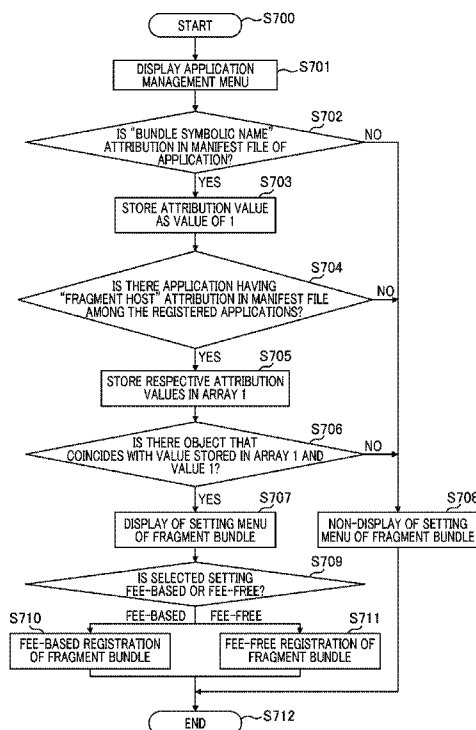 START
S700
DISPLAY APPLICATION
MANAGEMENT MENU
S701
S702
IS "BUNDLE SYMBOLIC NAME"
ATTRIBUTION IN MANIFEST FILE OF
APPLICATION?
NO
YES
S703
STORE ATTRIBUTION VALUE
AS VALUE OF 1
S704
IS THERE APPLICATION HAVING
"FRAGMENT HOST" ATTRIBUTION IN MANIFEST FILE
AMONG THE REGISTERED APPLICATIONS?
NO
YES
S705
STORE RESPECTIVE ATTRIBUTION
VALUES IN ARRAY 1
S706
IS THERE OBJECT THAT
COINCIDES WITH VALUE STORED IN ARRAY 1 AND
VALUE 1?
NO
YES
S707
DISPLAY OF SETTING MENU
OF FRAGMENT BUNDLE
S708
NON-DISPLAY OF SETTING
MENU OF FRAGMENT BUNDLE
S709
IS SELECTED SETTING
FEE-BASED OR FEE-FREE?
FEE-BASED
FEE-FREE
S710
FEE-BASED REGISTRATION
OF FRAGMENT BUNDLE
S711
FEE-FREE REGISTRATION OF
FRAGMENT BUNDLE
END
S712